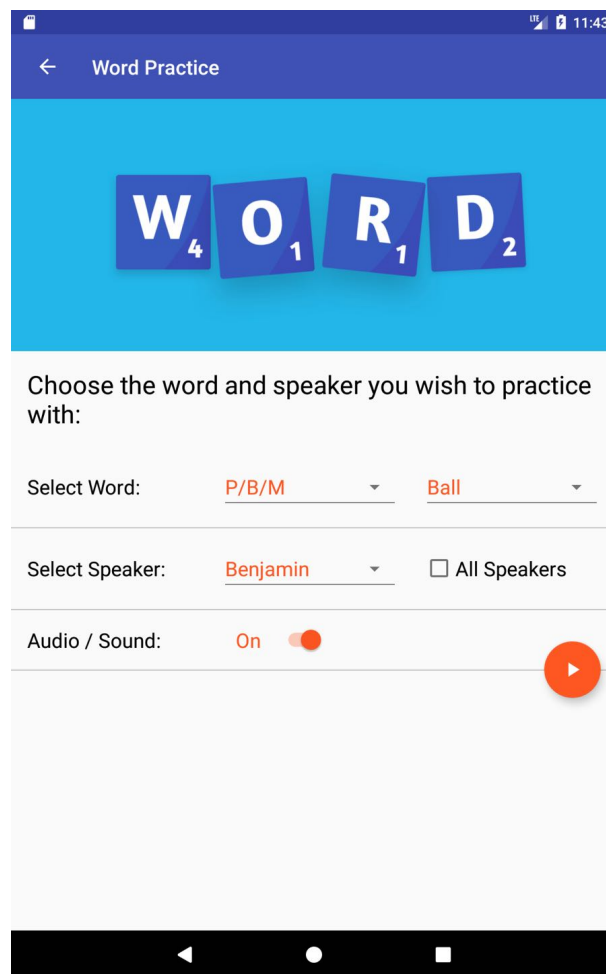 LTE 11:43
Word Practice
W4 O1 R1 D2
Choose the word and speaker you wish to practice
with:
Select Word: P/B/M Ball
Select Speaker: Benjamin All Speakers
Audio / Sound: On